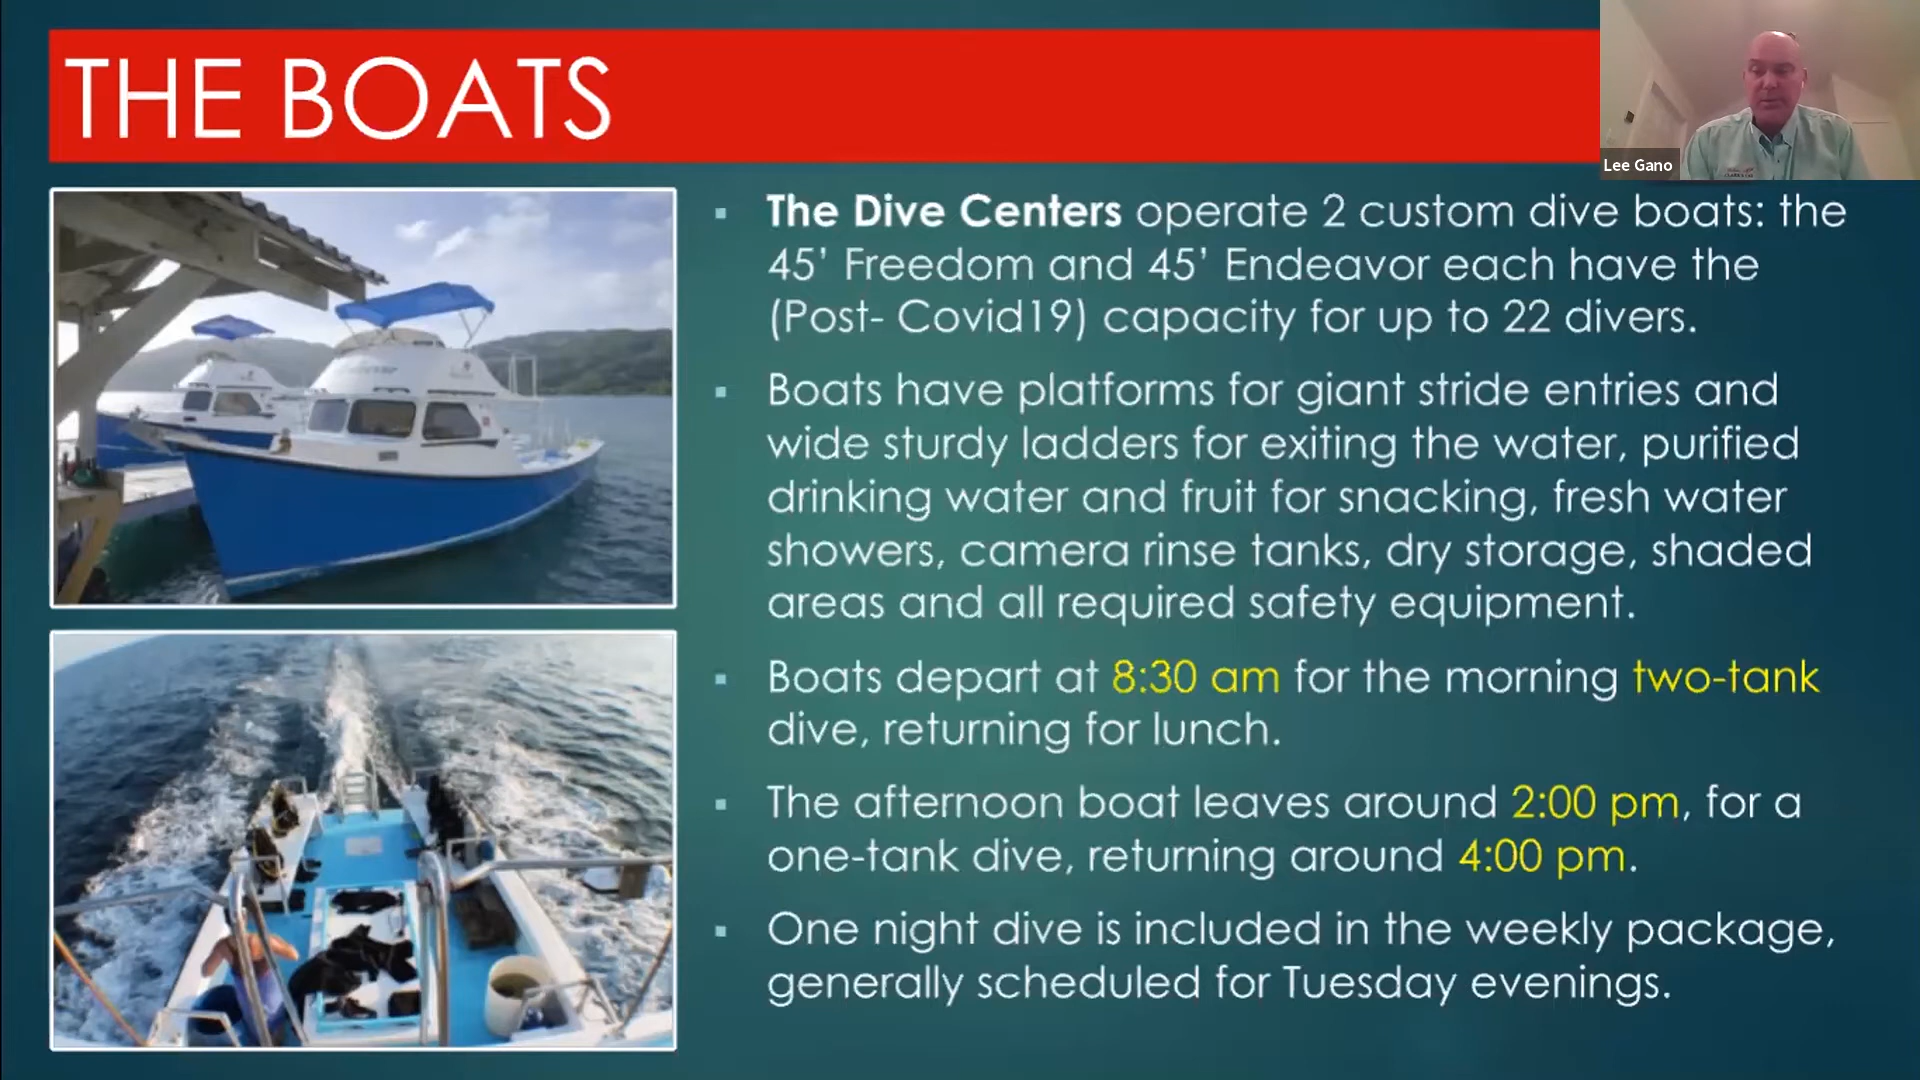 THE BOATS
Lee Gano
▪ The Dive Centers operate 2 custom dive boats: the
45’ Freedom and 45’ Endeavor each have the
(Post- Covid19) capacity for up to 22 divers.
▪ Boats have platforms for giant stride entries and
wide sturdy ladders for exiting the water, purified
drinking water and fruit for snacking, fresh water
showers, camera rinse tanks, dry storage, shaded
areas and all required safety equipment.
▪ Boats depart at 8:30 am for the morning two-tank
dive, returning for lunch.
▪ The afternoon boat leaves around 2:00 pm, for a
one-tank dive, returning around 4:00 pm.
▪ One night dive is included in the weekly package,
generally scheduled for Tuesday evenings.